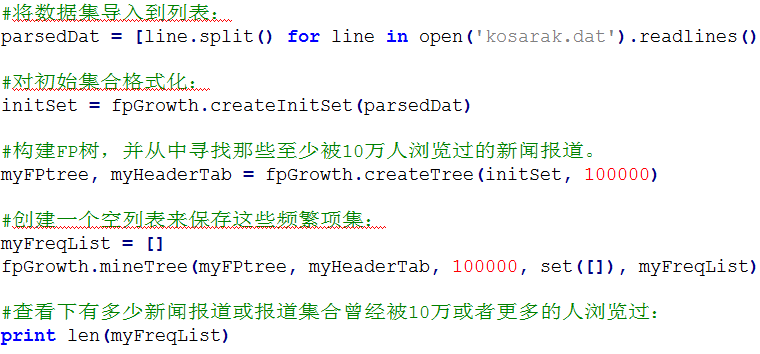 #将数据集导入到列表：
parsedDat = [line.split() for line in open('kosarak.dat').readlines()
#对初始集合格式化：
initSet = fpGrowth.createInitSet(parsedDat)
#构建FP树，并从中寻找那些至少被10万人浏览过的新闻报道。
myFPtree, myHeaderTab = fpGrowth.createTree(initSet, 100000)
#创建一个空列表来保存这些频繁项集：
myFreqList = []
fpGrowth.mineTree(myFPtree, myHeaderTab, 100000, set([]), myFreqList)
#查看下有多少新闻报道或报道集合曾经被10万或者更多的人浏览过：
print len(myFreqList)